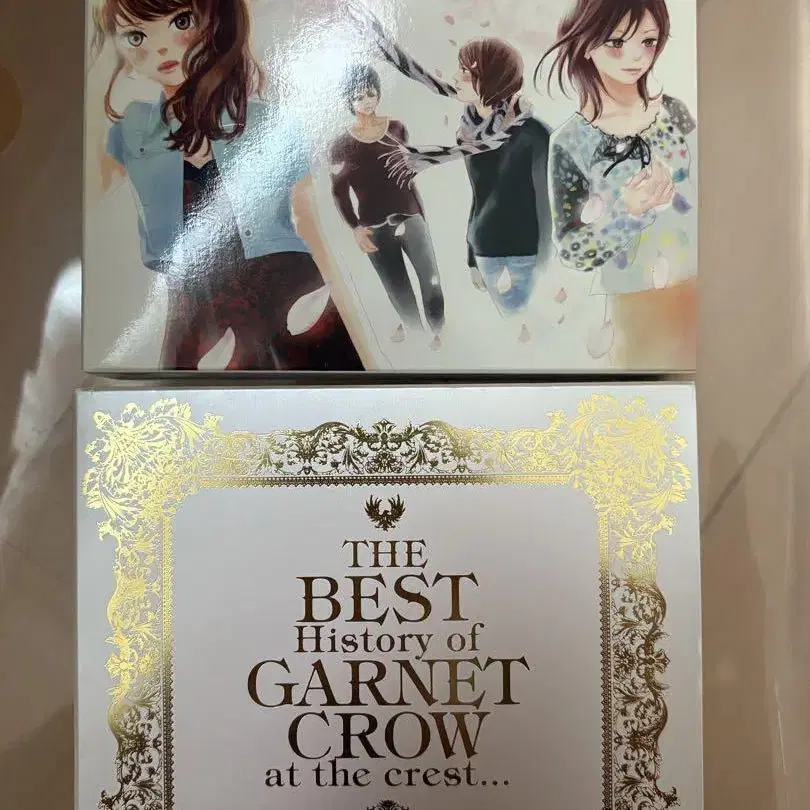 THE
BEST
History of
GARNET
CROW
at the crest...